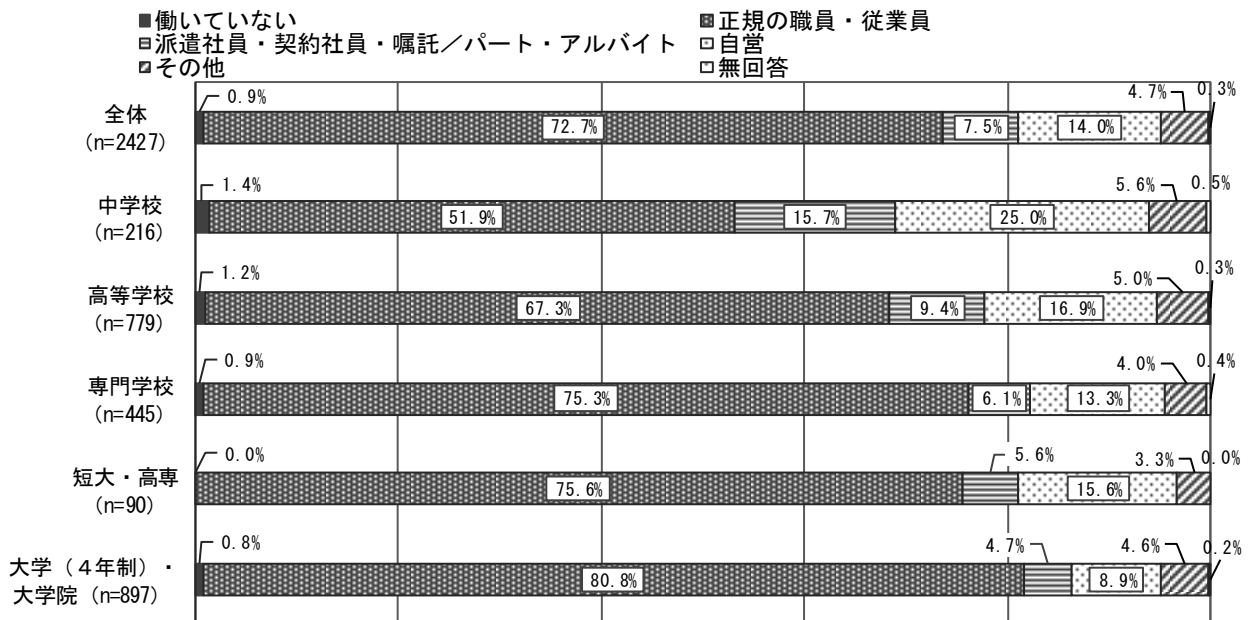 働いていない 正規の職員・従業員
派遣社員・契約社員・嘱託／パート・アルバイト 自営
その他 無回答
0.9% 4.7% 0.3%
全体
(n=2427)
72.7% 7.5% 14.0%
1.4% 5.6% 0.5%
中学校
(n=216)
51.9% 15.7% 25.0%
1.2% 5.0% 0.3%
高等学校
(n=779)
67.3% 9.4% 16.9%
0.9% 4.0% 0.4%
専門学校
(n=445)
75.3% 6.1% 13.3%
0.0% 5.6% 3.3% 0.0%
短大・高専
(n=90)
75.6% 15.6%
0.8% 4.7% 4.6% 0.2%
大学（４年制）・
大学院 (n=897)
80.8% 8.9%